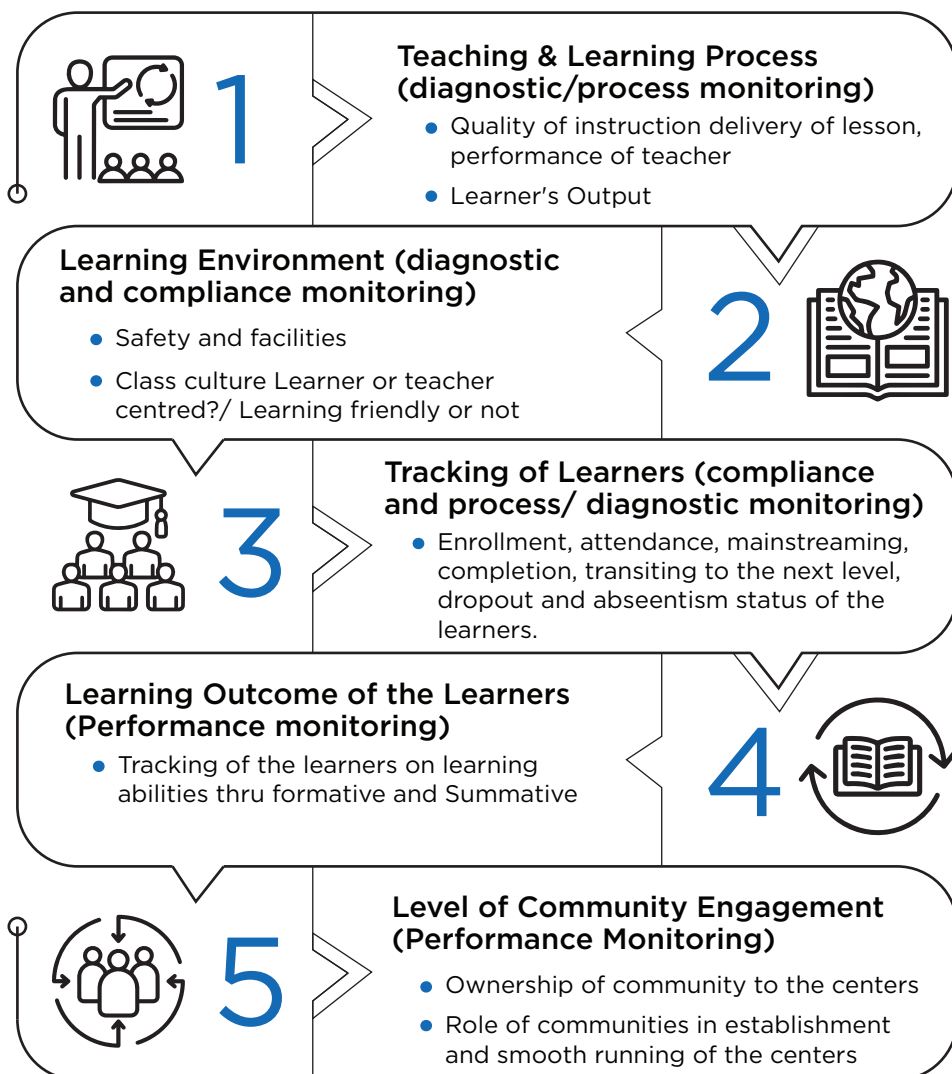 1
Teaching & Learning Process
(diagnostic/process monitoring)
• Quality of instruction delivery of lesson,
performance of teacher
• Learner's Output
Learning Environment (diagnostic
and compliance monitoring)
• Safety and facilities
• Class culture Learner or teacher
centred?/ Learning friendly or not
2
3
Tracking of Learners (compliance
and process/ diagnostic monitoring)
• Enrollment, attendance, mainstreaming,
completion, transiting to the next level,
dropout and abseentism status of the
learners.
Learning Outcome of the Learners
(Performance monitoring)
• Tracking of the learners on learning
abilities thru formative and Summative
4
5
Level of Community Engagement
(Performance Monitoring)
• Ownership of community to the centers
• Role of communities in establishment
and smooth running of the centers